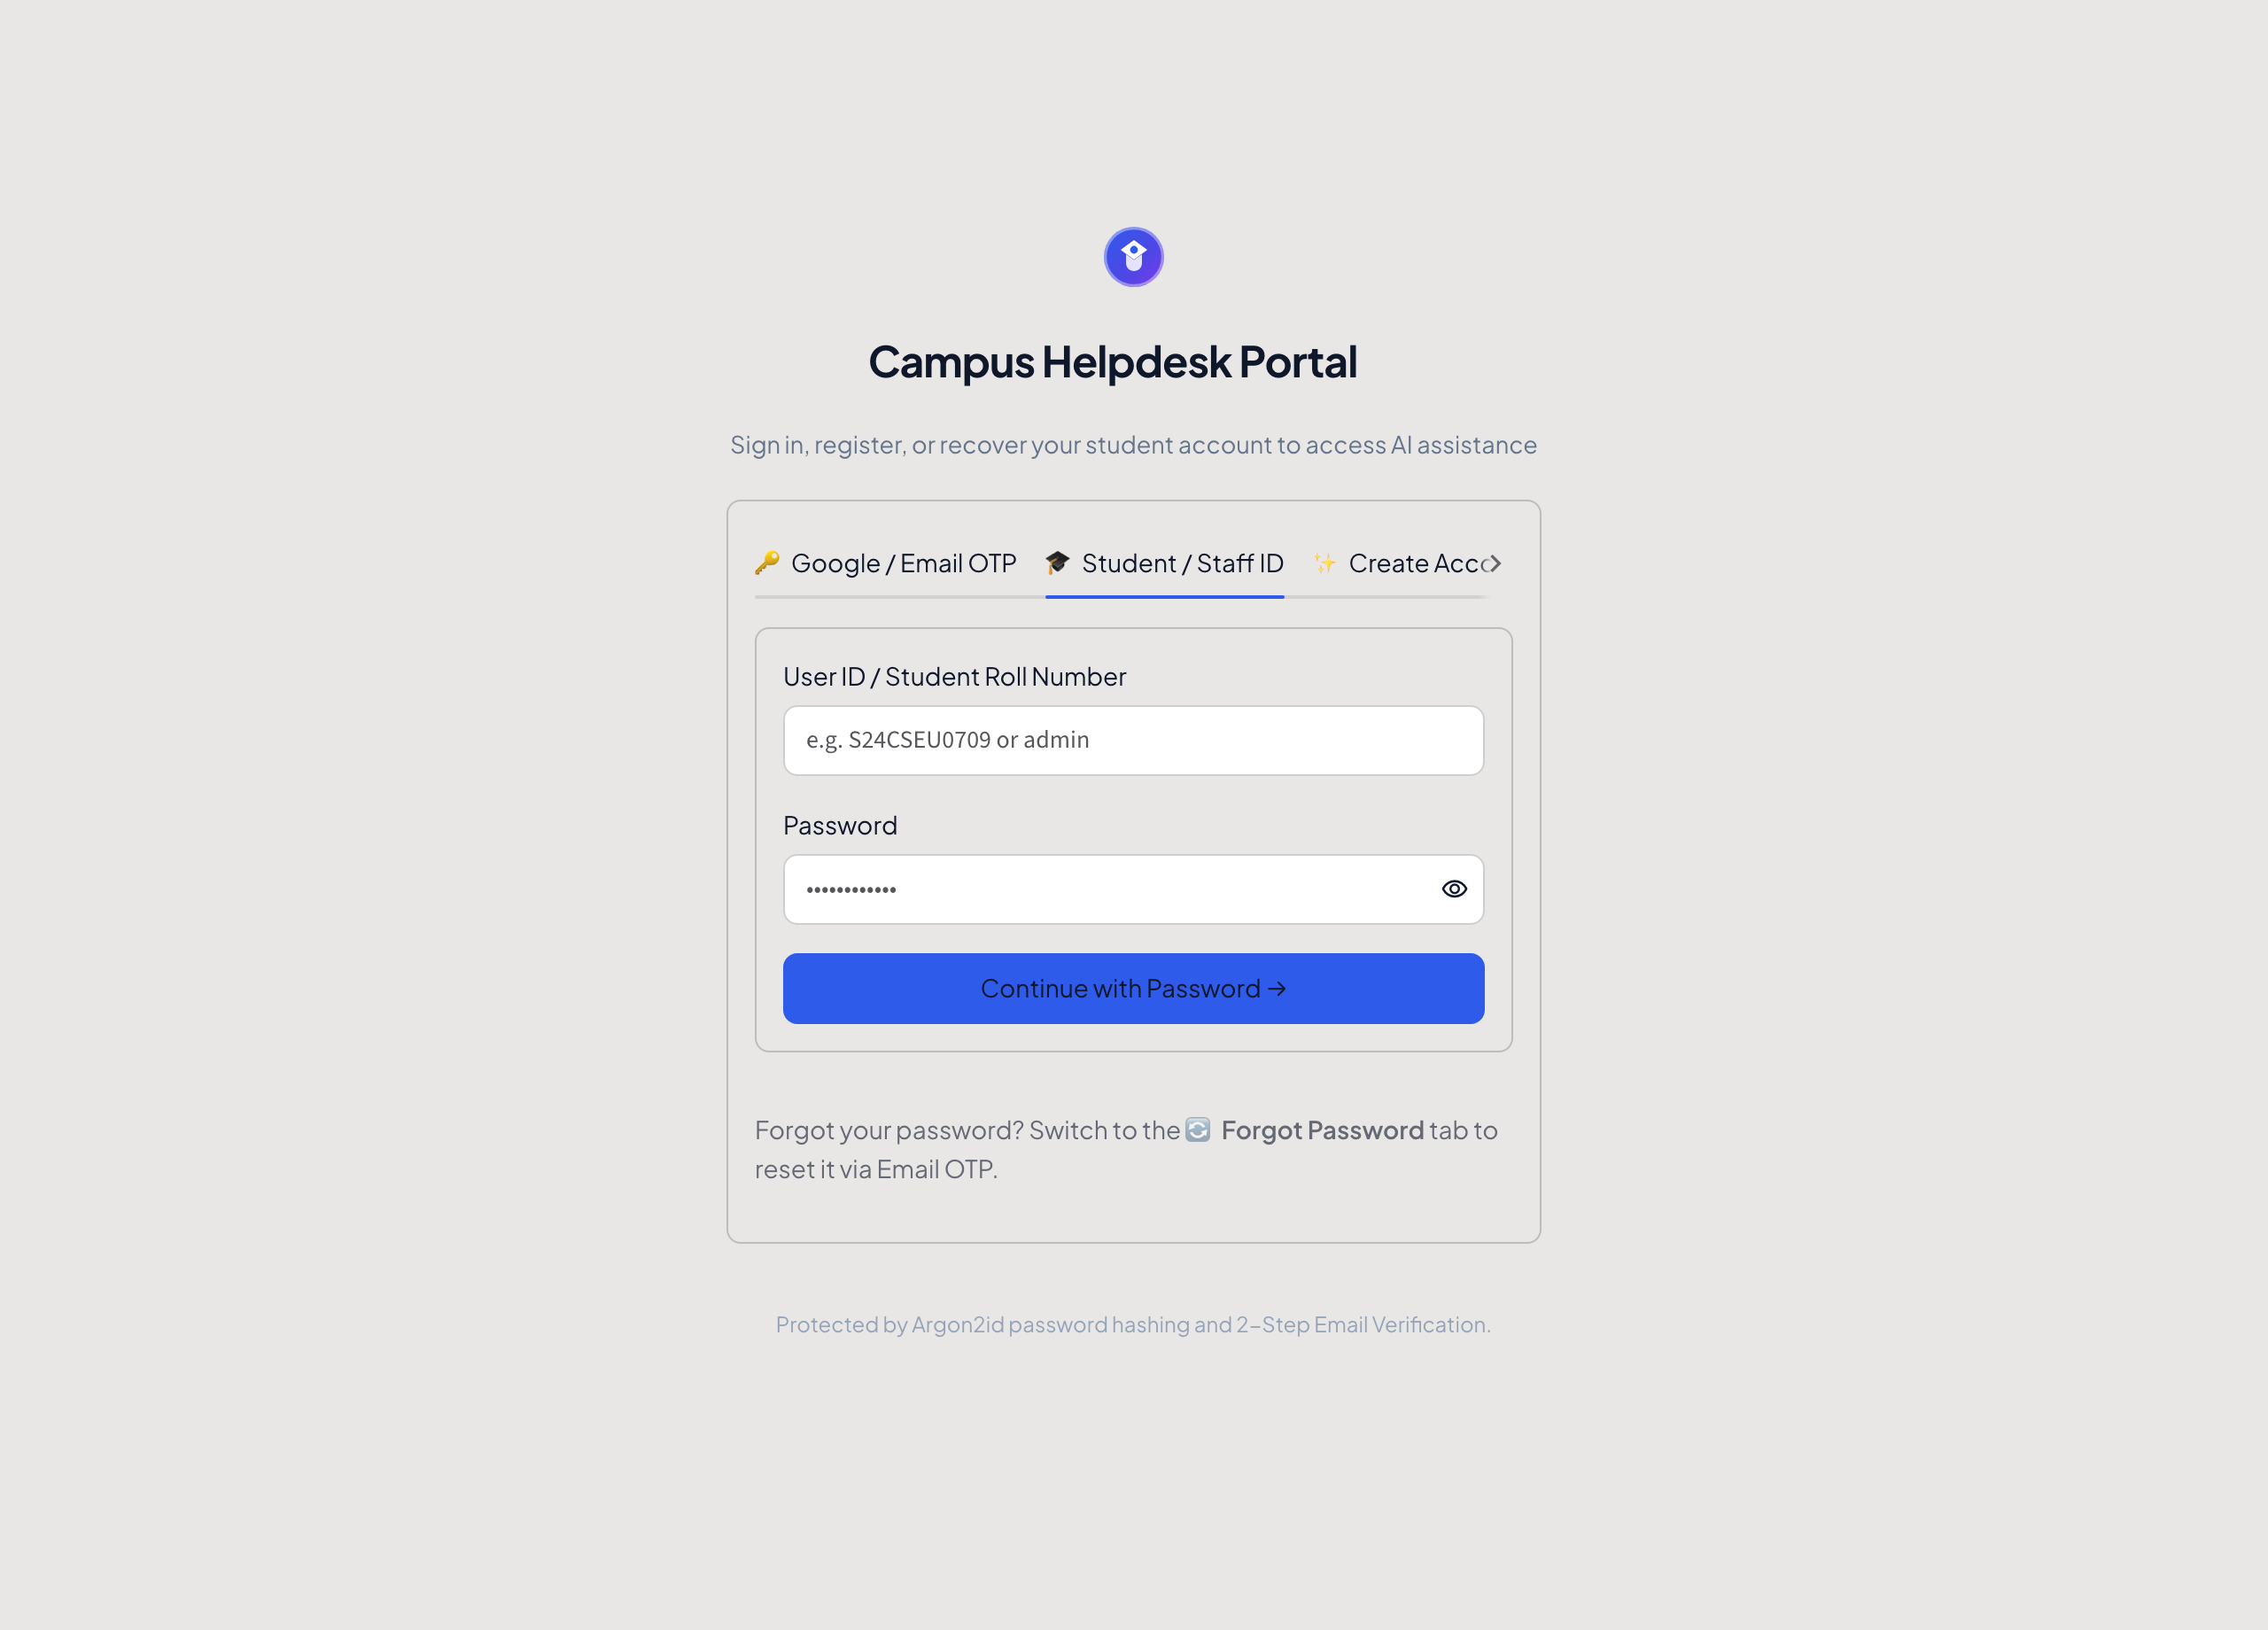 Campus Helpdesk Portal
Sign in, register, or recover your student account to access AI assistance
🔑 Google / Email OTP 🎓 Student / Staff ID ✨ Create Acco
User ID / Student Roll Number
e.g. S24CSEU0709 or admin
Password
••••••••••••
Continue with Password →
Forgot your password? Switch to the 🔄 Forgot Password tab to
reset it via Email OTP.
Protected by Argon2id password hashing and 2-Step Email Verification.